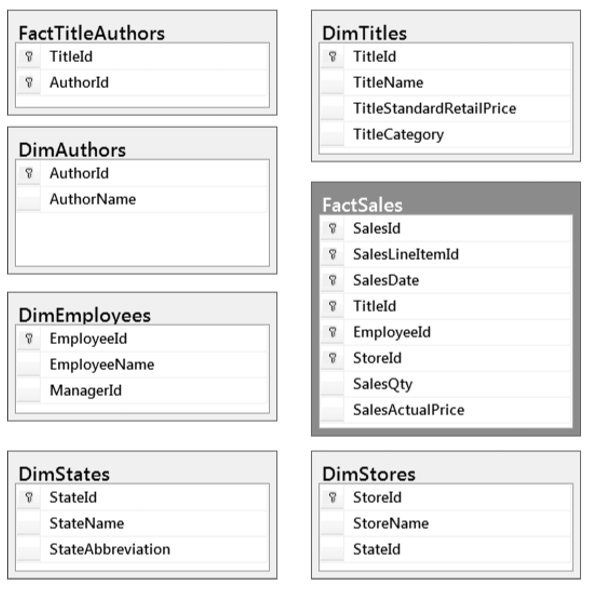 FactTitleAuthors
TitleId
AuthorId
DimAuthors
AuthorId
AuthorName
DimEmployees
EmployeeId
EmployeeName
ManagerId
DimStates
StateId
StateName
StateAbbreviation
DimTitles
TitleId
TitleName
TitleStandardRetailPrice
TitleCategory
FactSales
SalesId
SalesLineItemId
SalesDate
TitleId
EmployeeId
StoreId
SalesQty
SalesActualPrice
DimStores
StoreId
StoreName
StateId